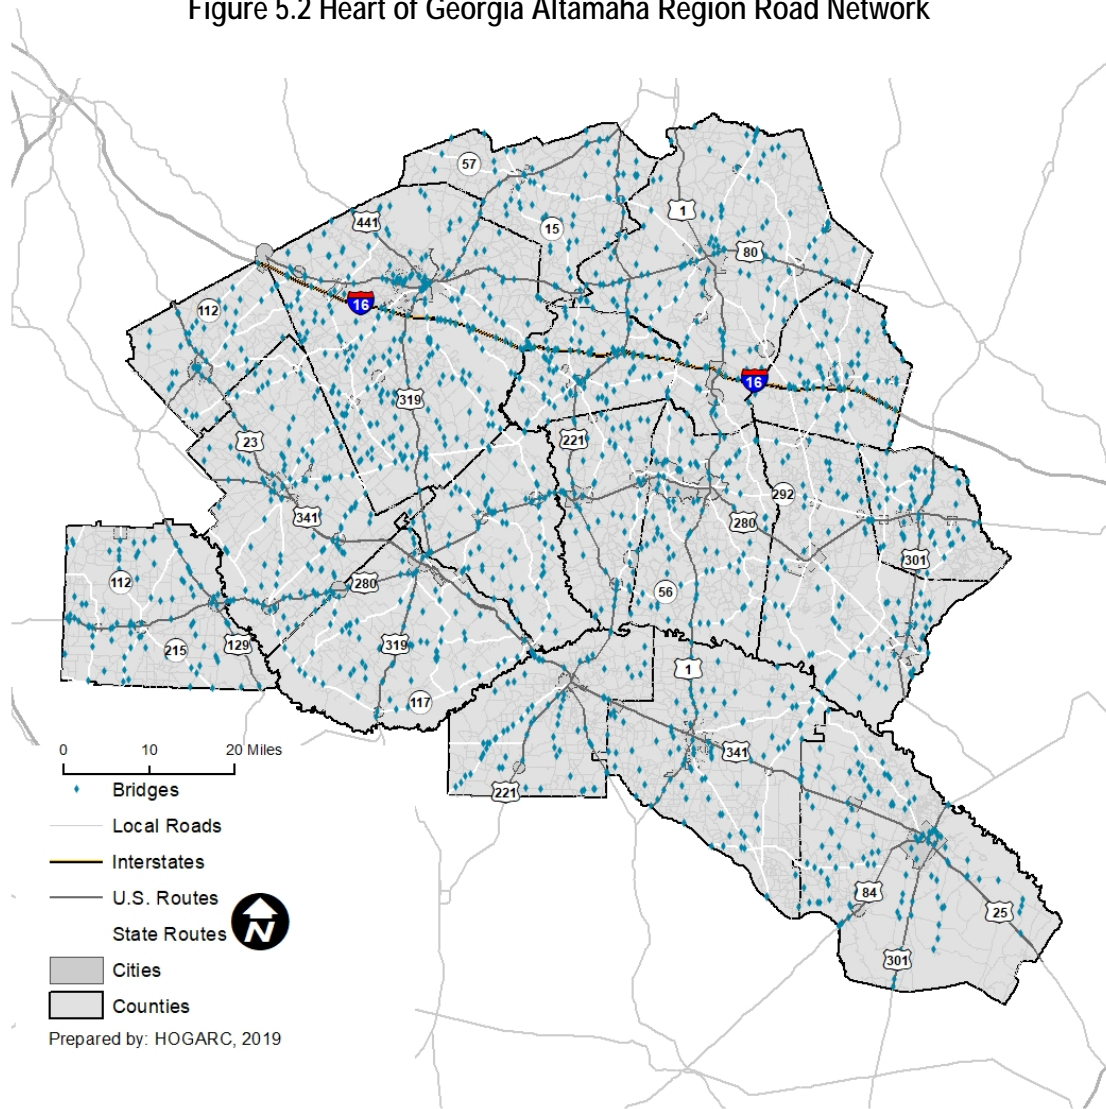 Figure 5.2 Heart of Georgia Altamaha Region Road Network
57
1
441
15
80
112
16
16
319
23
221
292
341
280
301
112
280
56
215
129
319
1
117
341
0 10 20 Miles
221
Bridges
Local Roads
Interstates
84
U.S. Routes
25
N
State Routes
301
Cities
Counties
Prepared by: HOGARC, 2019